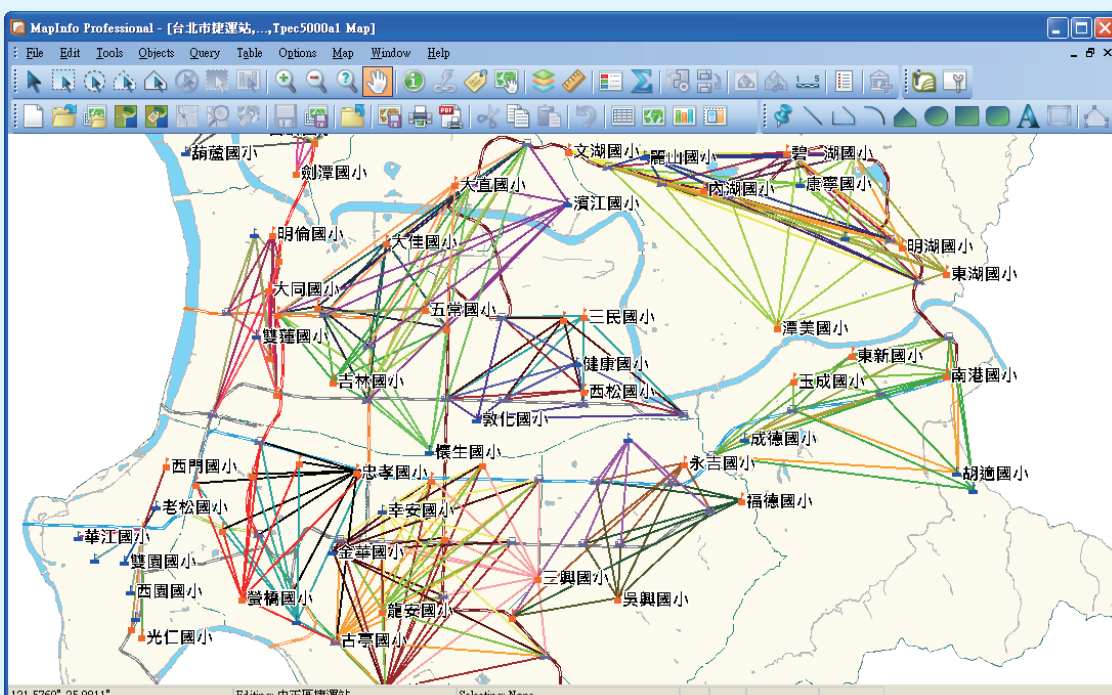 MapInfo Professional - [台北市捷運站,...,Tpec5000a1 Map]
File Edit Tools Objects Query Table Options Map Window Help
葫蘆國小
劍潭國小
文湖國小
麗山國小
碧湖國小
大直國小
內湖國小
康寧國小
濱江國小
明倫國小
大佳國小
明湖國小
東湖國小
大同國小
五常國小
三民國小
潭美國小
雙蓮國小
健康國小
東新國小
吉林國小
西松國小
玉成國小
南港國小
敦化國小
成德國小
懷生國小
西門國小
忠孝國小
永吉國小
胡適國小
老松國小
幸安國小
福德國小
華江國小
金華國小
雙園國小
三興國小
西園國小
螢橋國小
龍安國小
吳興國小
光仁國小
古亭國小
Selecting: None